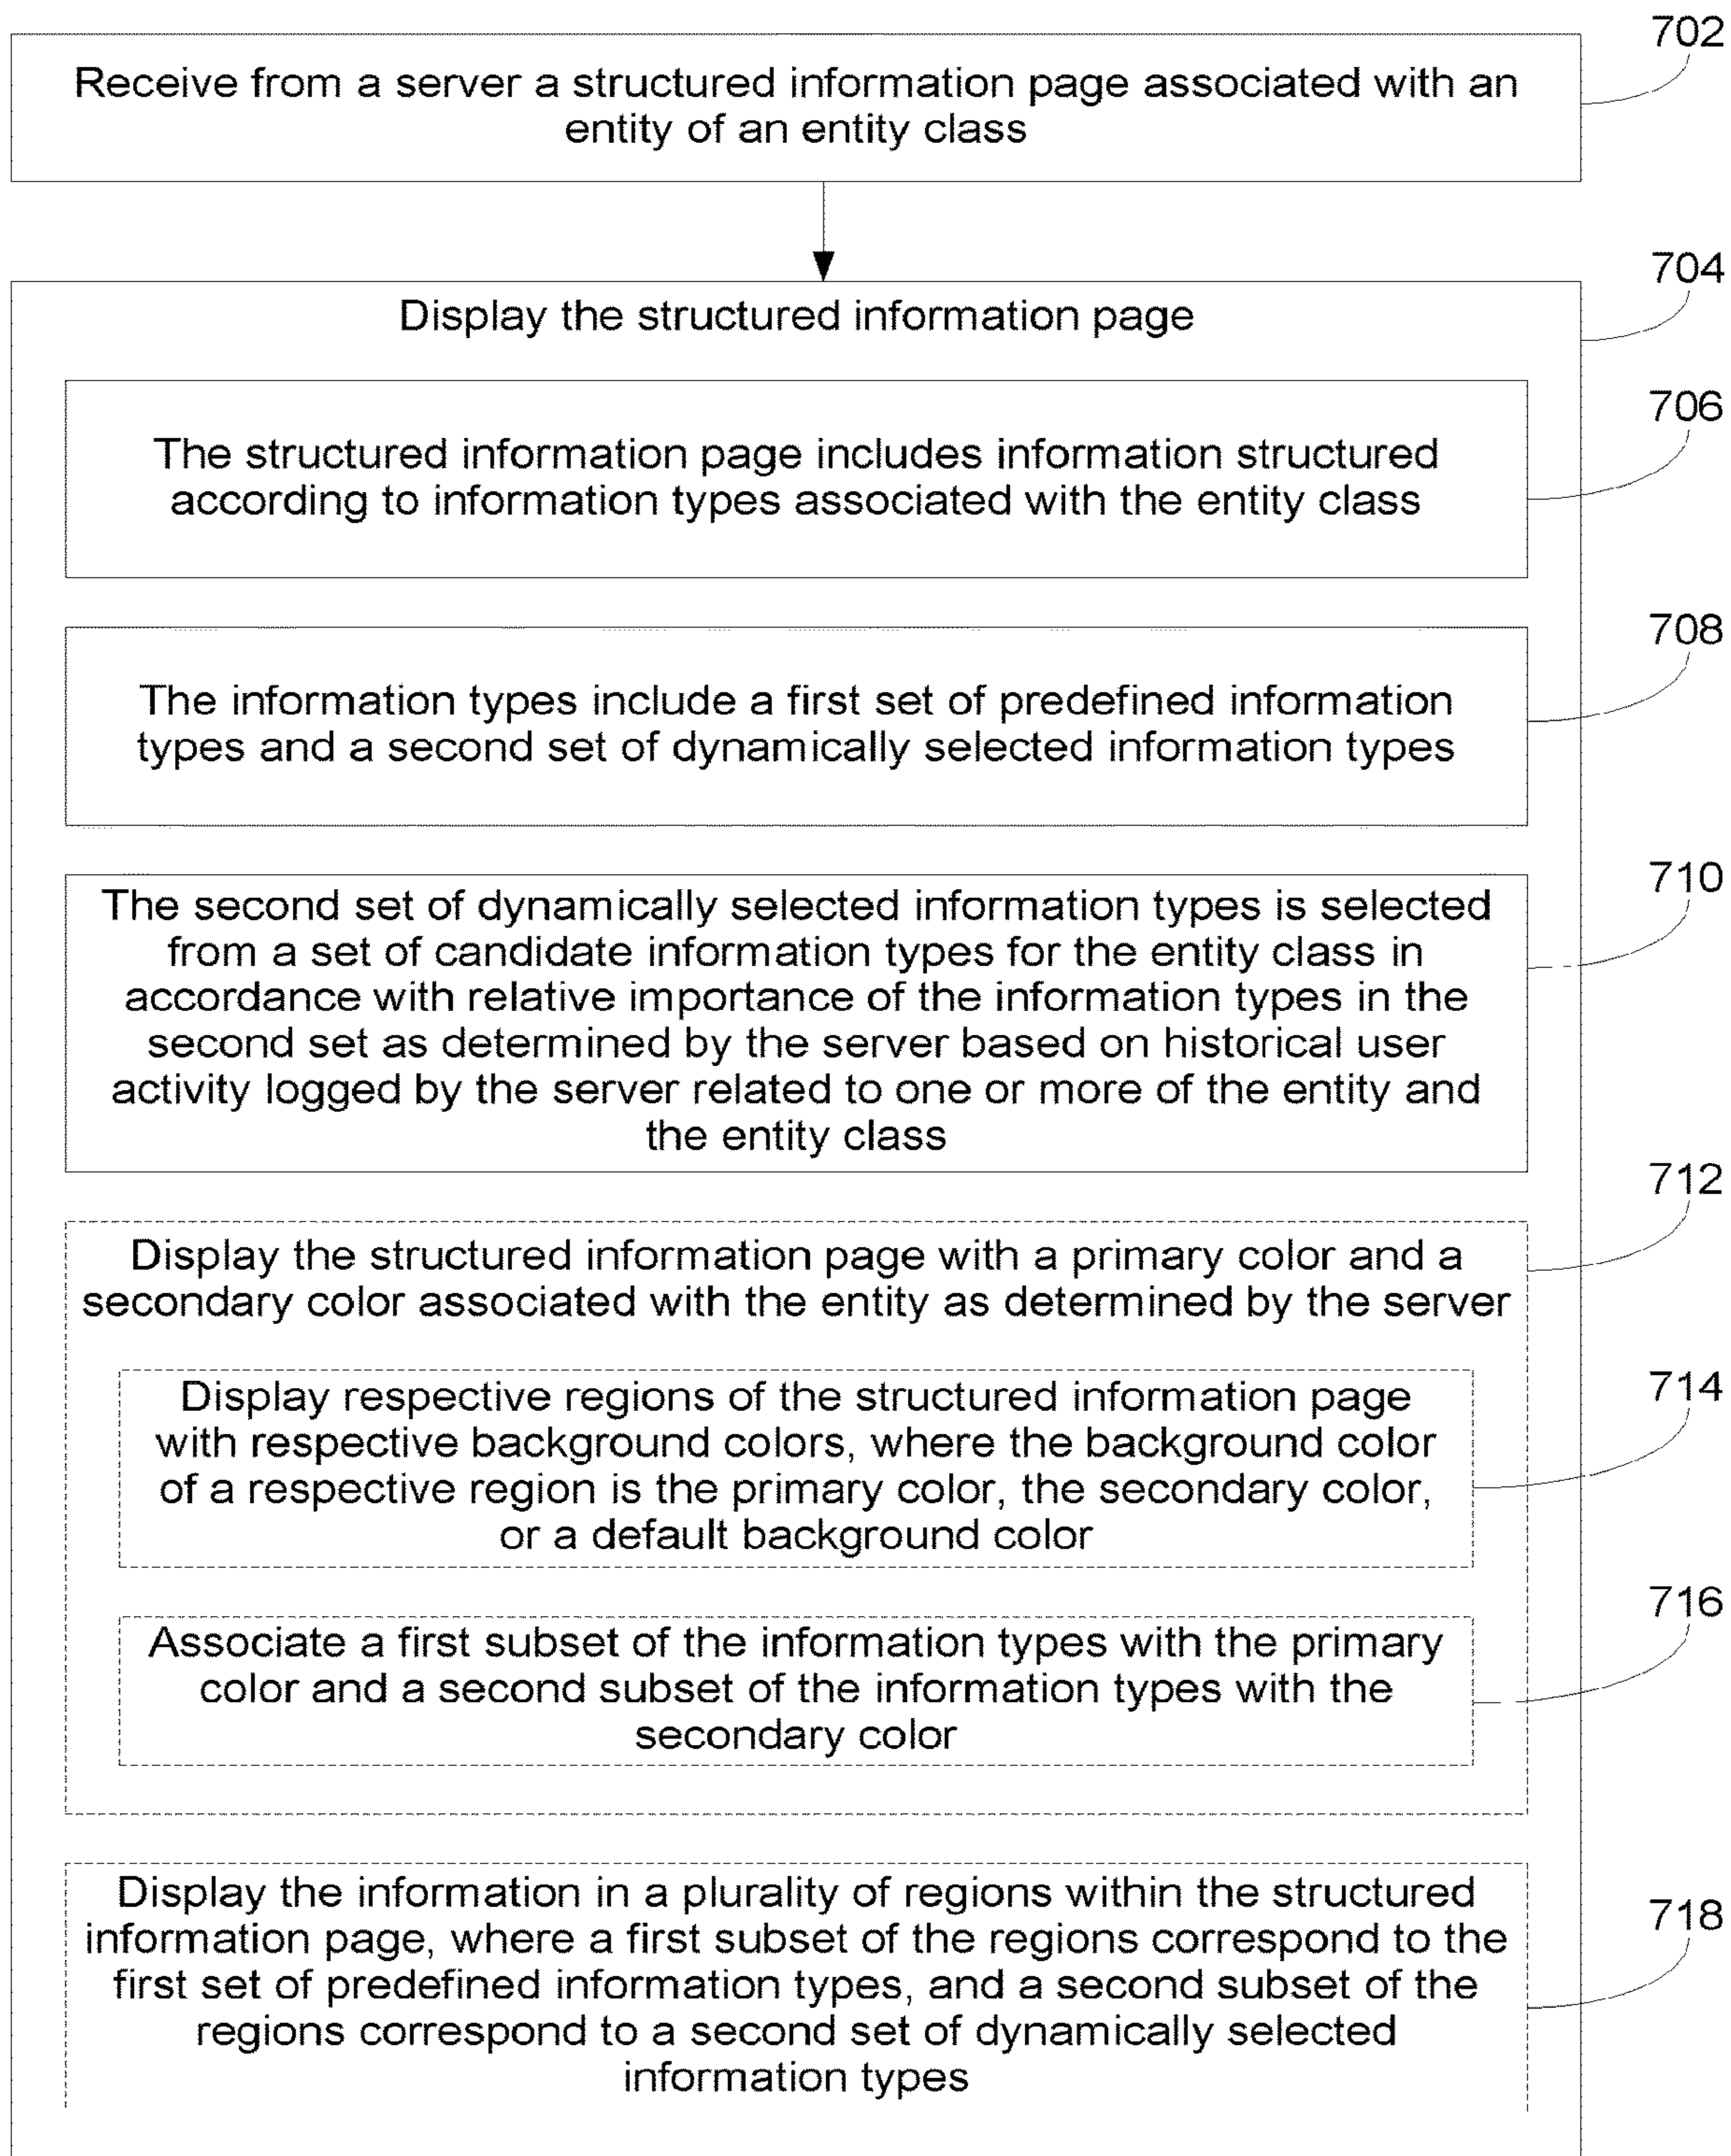 702
Receive from a server a structured information page associated with an
entity of an entity class
704
Display the structured information page
706
The structured information page includes information structured
according to information types associated with the entity class
708
The information types include a first set of predefined information
types and a second set of dynamically selected information types
710
The second set of dynamically selected information types is selected
from a set of candidate information types for the entity class in
accordance with relative importance of the information types in the
second set as determined by the server based on historical user
activity logged by the server related to one or more of the entity and
the entity class
712
Display the structured information page with a primary color and a
secondary color associated with the entity as determined by the server
714
Display respective regions of the structured information page
with respective background colors, where the background color
of a respective region is the primary color, the secondary color,
or a default background color
716
Associate a first subset of the information types with the primary
color and a second subset of the information types with the
secondary color
718
Display the information in a plurality of regions within the structured
information page, where a first subset of the regions correspond to the
first set of predefined information types, and a second subset of the
regions correspond to a second set of dynamically selected
information types